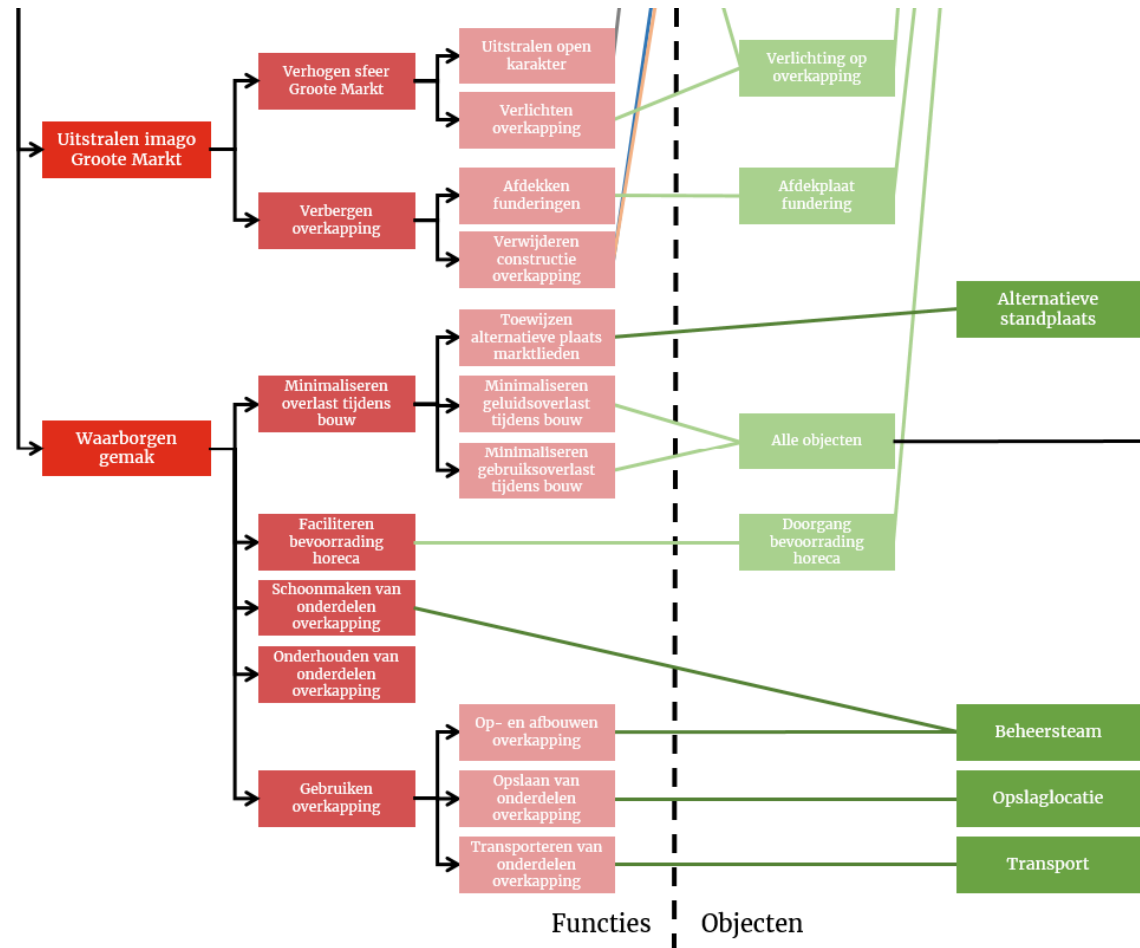 Uitstralen imago
Groote Markt
Verhogen sfeer
Groote Markt
Uitstralen open
karakter
Verlichten
overkapping
Verlichting op
overkapping
Verbergen
overkapping
Afdekken
funderingen
Afdekplaat
fundering
Verwijderen
constructie
overkapping
Waarborgen
gemak
Minimaliseren
overlast tijdens
bouw
Toewijzen
alternatieve plaats
marktlieden
Alternatieve
standplaats
Minimaliseren
geluidsoverlast
tijdens bouw
Minimaliseren
gebruiksoverlast
tijdens bouw
Alle objecten
Faciliteren
bevoorrading
horeca
Doorgang
bevoorrading
horeca
Schoonmaken van
onderdelen
overkapping
Onderhouden van
onderdelen
overkapping
Gebruiken
overkapping
Op- en afbouwen
overkapping
Beheersteam
Opslaan van
onderdelen
overkapping
Opslaglocatie
Transporteren van
onderdelen
overkapping
Transport
Functies
Objecten